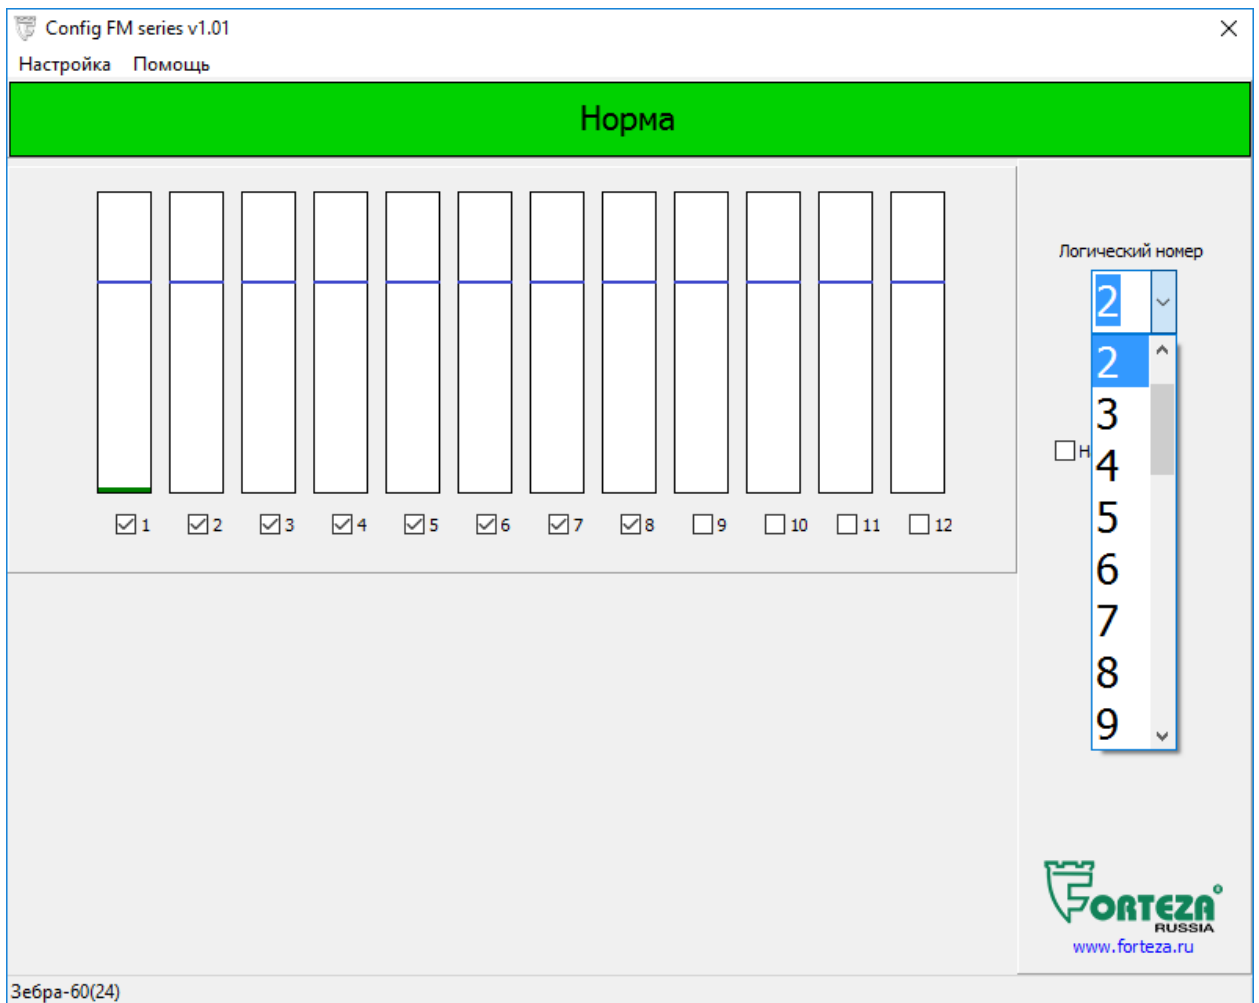 Config FM series v1.01
Настройка Помощь
Норма
Логический номер
2
2
3
4
5
6
7
8
9
Н
1 2 3 4 5 6 7 8 9 10 11 12
FORTEZA®
RUSSIA
www.forteza.ru
Зебра-60(24)